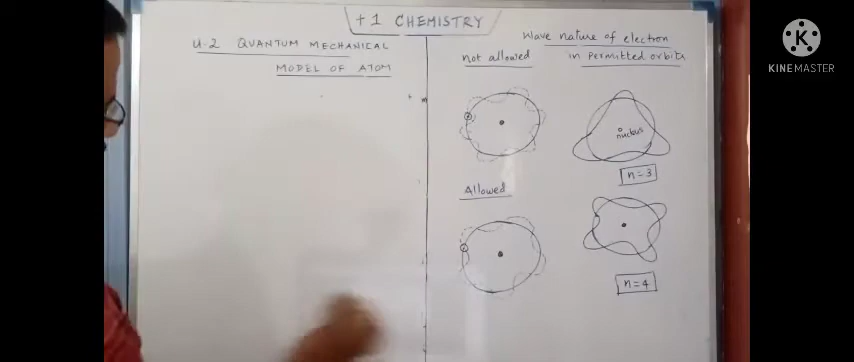 +1 CHEMISTRY
U.2 QUANTUM MECHANICAL
MODEL OF ATOM
Wave nature of electron
in permitted orbits
not allowed
nucleus
n=3
Allowed
n=4
KINEMASTER